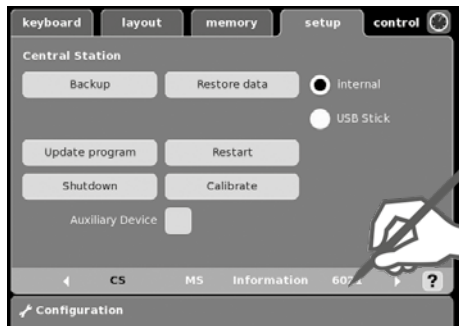 keyboard layout memory setup control
Central Station
Backup Restore data Internal
USB Stick
Update program Restart
Shutdown Calibrate
Auxiliary Device
CS MS Information 6021 ?
Configuration